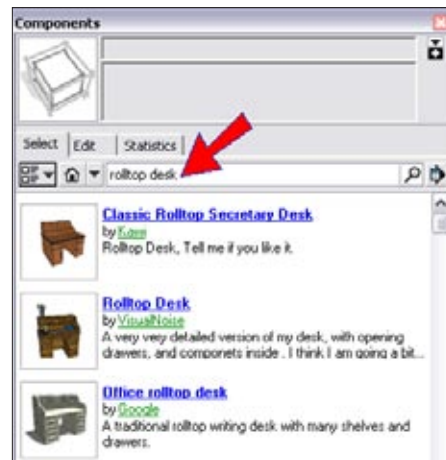 Components
Select Edit Statistics
rolltop desk
Classic Rolltop Secretary Desk
by Kawi
Rolltop Desk, Tell me if you like it.
Rolltop Desk
by VisualNoise
A very very detailed version of my desk, with opening
drawers, and componets inside . I think I am going a bit...
Office rolltop desk
by Google
A traditional rolltop writing desk with many shelves and
drawers.